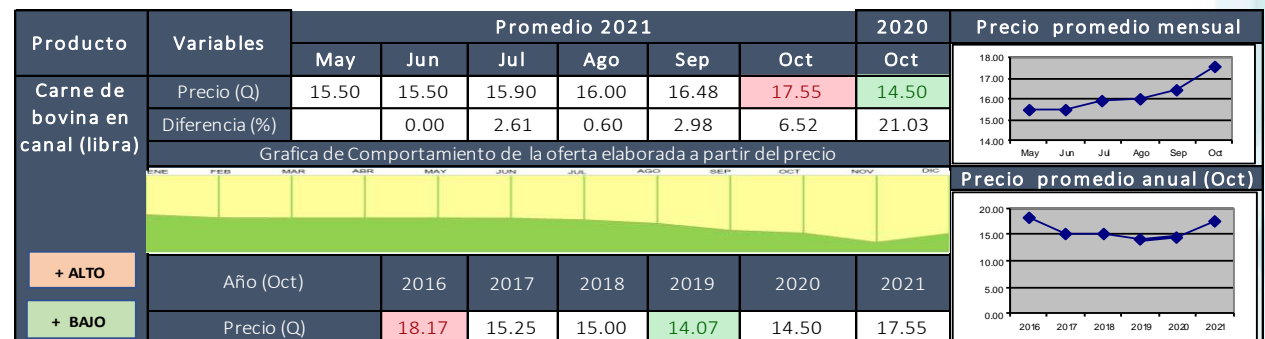 Producto Variables Promedio 2021 2020 Precio promedio mensual
May Jun Jul Ago Sep Oct Oct
Carne de bovina en canal (libra)
Precio (Q) 15.50 15.50 15.90 16.00 16.48 17.55 14.50
Diferencia (%) 0.00 2.61 0.60 2.98 6.52 21.03
18.00
17.00
16.00
15.00
14.00
May Jun Jul Ago Sep Oct
Grafica de Comportamiento de la oferta elaborada a partir del precio
ENE FEB MAR ABR MAY JUN JUL AGO SEP OCT NOV DIC
Precio promedio anual (Oct)
20.00
15.00
10.00
5.00
0.00
2016 2017 2018 2019 2020 2021
+ ALTO
+ BAJO
Año (Oct) 2016 2017 2018 2019 2020 2021
Precio (Q) 18.17 15.25 15.00 14.07 14.50 17.55